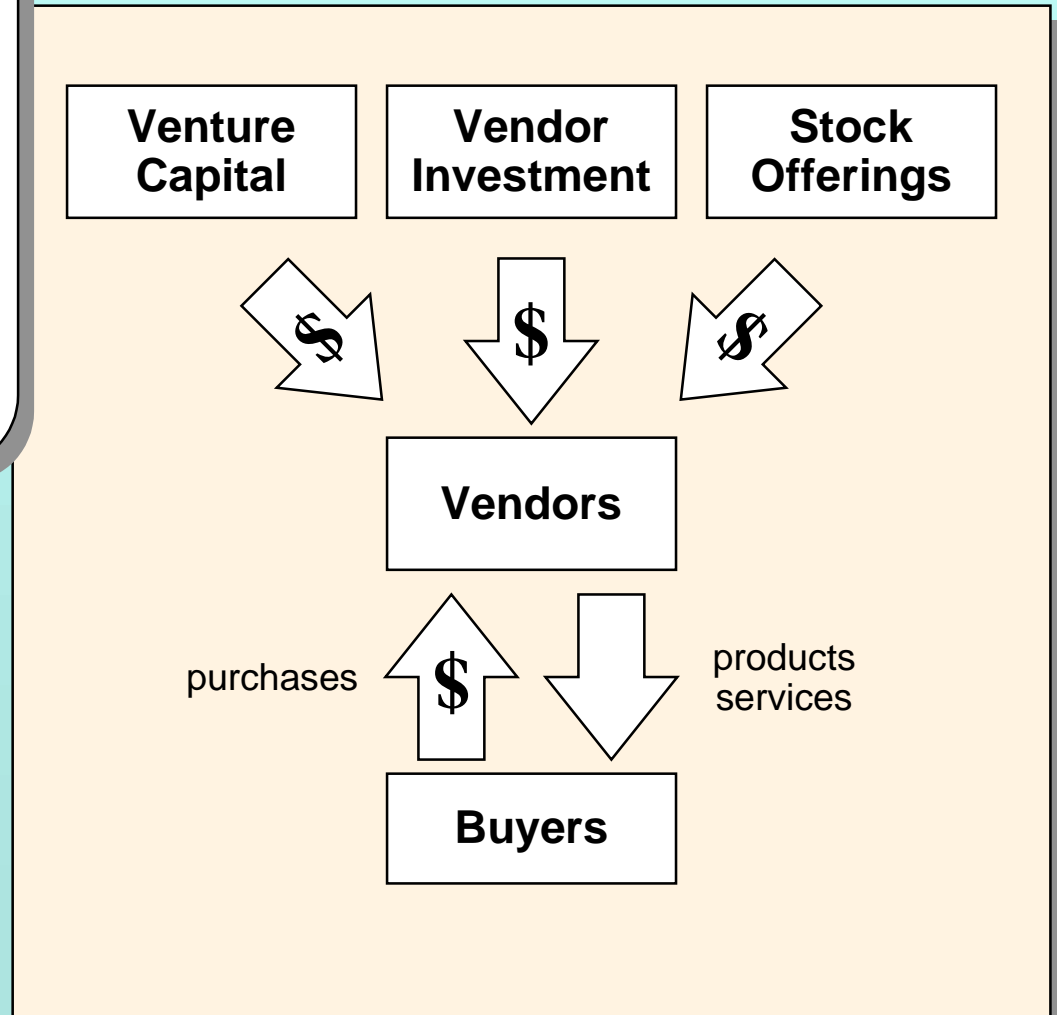 Venture
Capital
Vendor
Investment
Stock
Offerings
$
$
$
Vendors
purchases
$
products
services
Buyers